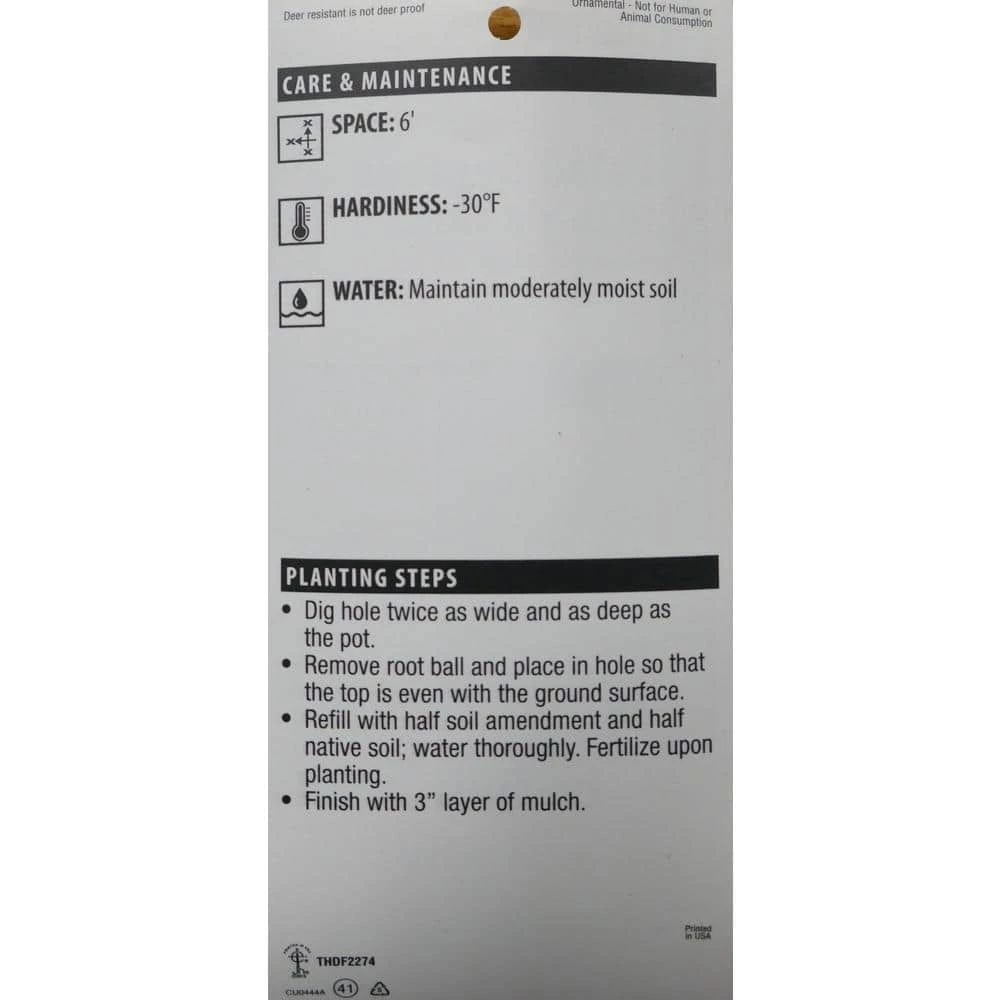 Deer resistant is not deer proof
Ornamental - Not for Human or
Animal Consumption
CARE & MAINTENANCE
SPACE: 6'
HARDINESS: -30°F
WATER: Maintain moderately moist soil
PLANTING STEPS
• Dig hole twice as wide and as deep as
the pot.
• Remove root ball and place in hole so that
the top is even with the ground surface.
• Refill with half soil amendment and half
native soil; water thoroughly. Fertilize upon
planting.
• Finish with 3” layer of mulch.
Printed
in USA
THDF2274
CU0444A 41